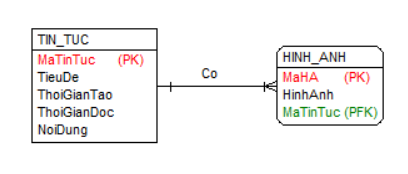 TIN_TUC
MaTinTuc (PK)
TieuDe
ThoiGianTao
ThoiGianDoc
NoiDung
Co
HINH_ANH
MaHA (PK)
HinhAnh
MaTinTuc (PFK)